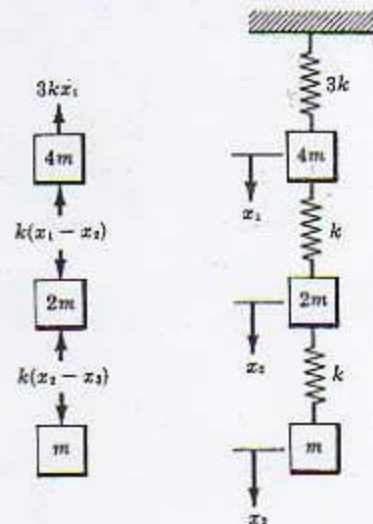 3kx₁
4m
k(x₁ − x₂)
2m
k(x₂ − x₃)
m
3k
4m
x₁
k
2m
x₂
k
m
x₃